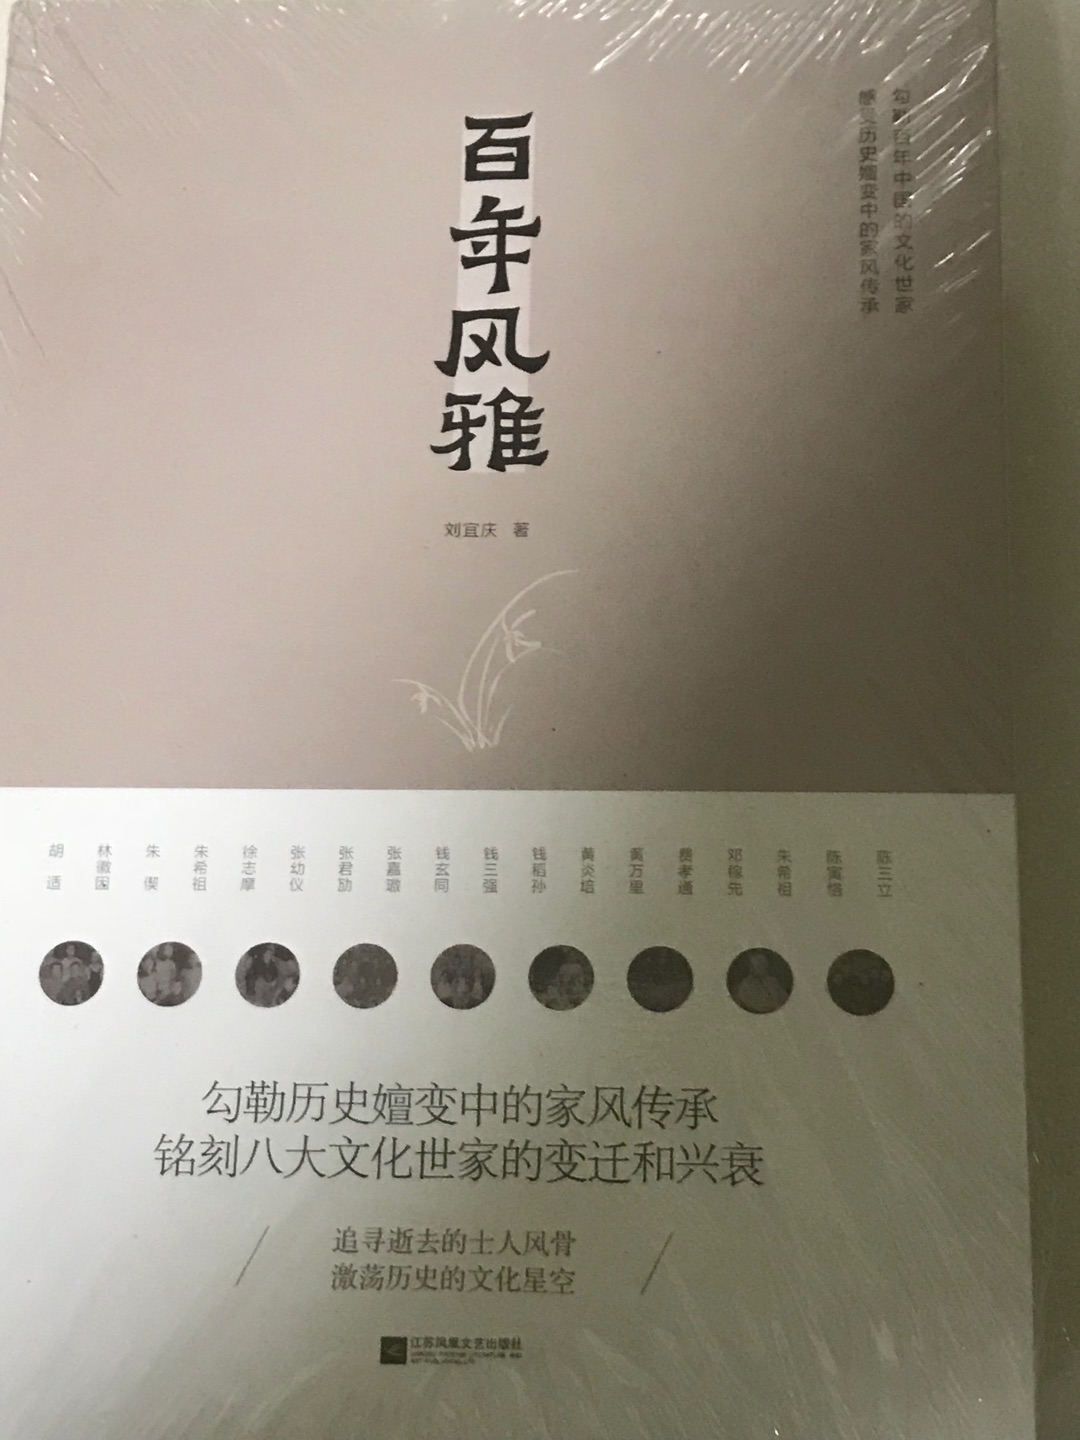 百年风雅
刘宜庆 著
勾勒百年中国的文化世家
感受历史嬗变中的家风传承
胡适
林徽因
朱偰
朱希祖
徐志摩
张幼仪
张君劢
张嘉璈
钱玄同
钱三强
钱稻孙
黄炎培
黄万里
费孝通
邓稼先
朱希祖
陈寅恪
陈三立
勾勒历史嬗变中的家风传承
铭刻八大文化世家的变迁和兴衰
追寻逝去的士人风骨
激荡历史的文化星空
江苏凤凰文艺出版社